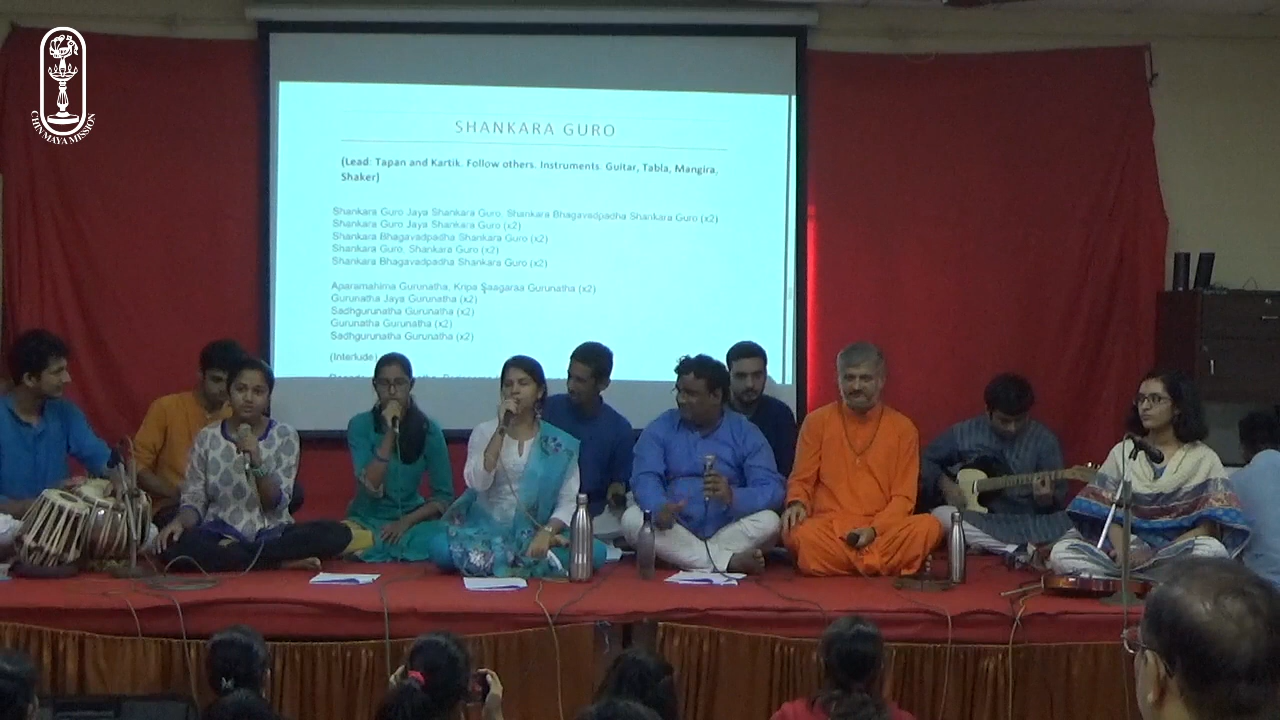 CHINMAYA MISSION
SHANKARA GURO
(Lead: Tapan and Kartik. Follow others. Instruments. Guitar, Tabla, Mangira,
Shaker)
Shankara Guro Jaya Shankara Guro, Shankara Bhagavadpadha Shankara Guro (x2)
Shankara Guro Jaya Shankara Guro (x2)
Shankara Bhagavadpadha Shankara Guro (x2)
Shankara Guro, Shankara Guro (x2)
Shankara Bhagavadpadha Shankara Guro (x2)
Aparamahima Gurunatha, Kripa Saagaraa Gurunatha (x2)
Gurunatha Jaya Gurunatha (x2)
Sadhgurunatha Gurunatha (x2)
Gurunatha Gurunatha (x2)
Sadhgurunatha Gurunatha (x2)
(Interlude)